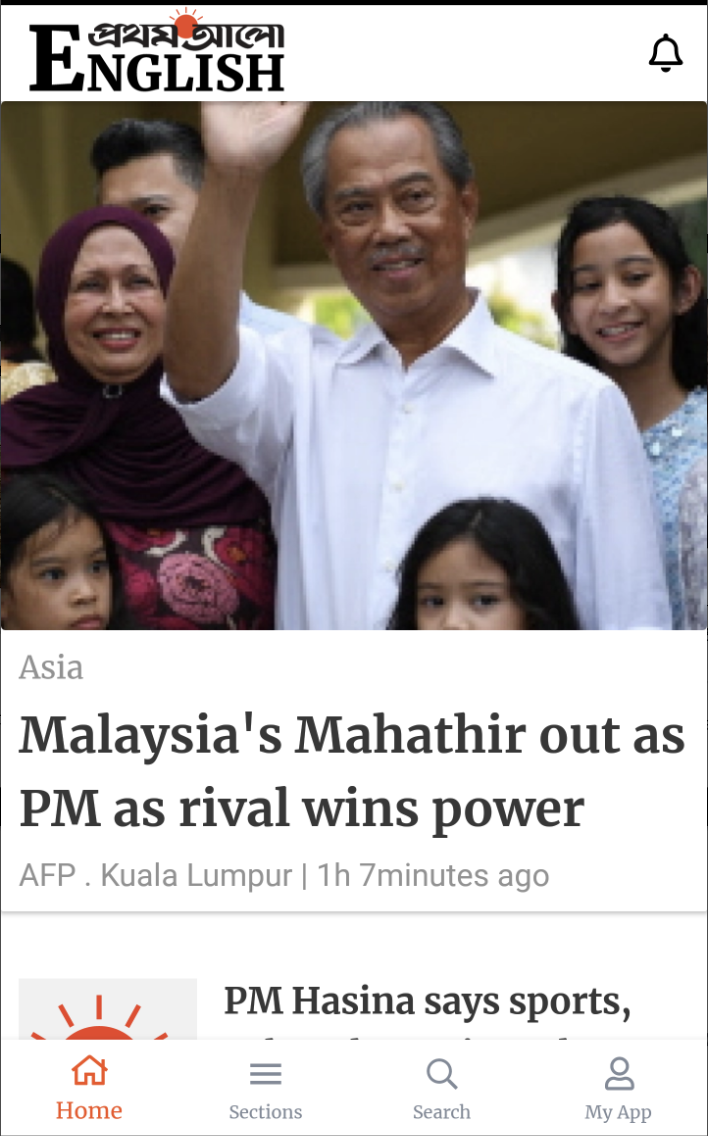 প্রথম আলো
ENGLISH
Asia
Malaysia's Mahathir out as
PM as rival wins power
AFP . Kuala Lumpur | 1h 7minutes ago
PM Hasina says sports,
Home
Sections
Search
My App